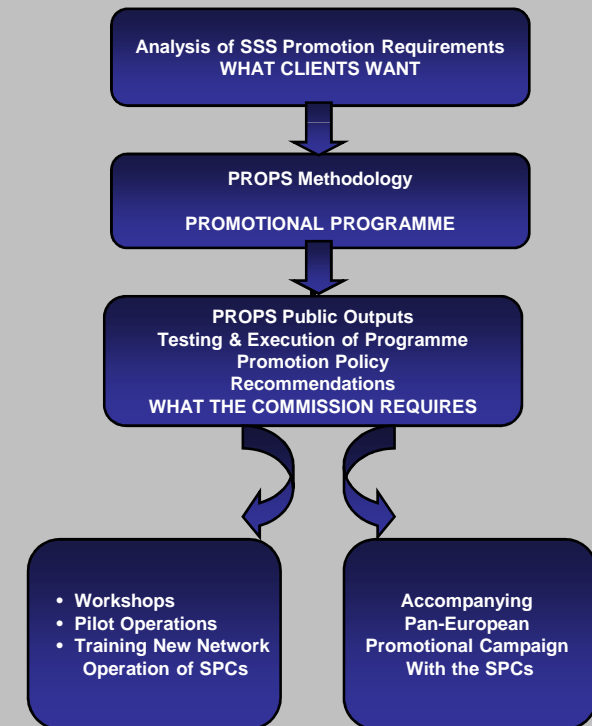 Analysis of SSS Promotion Requirements
WHAT CLIENTS WANT
PROPS Methodology
PROMOTIONAL PROGRAMME
PROPS Public Outputs
Testing & Execution of Programme
Promotion Policy
Recommendations
WHAT THE COMMISSION REQUIRES
• Workshops
• Pilot Operations
• Training New Network
Operation of SPCs
Accompanying
Pan-European
Promotional Campaign
With the SPCs